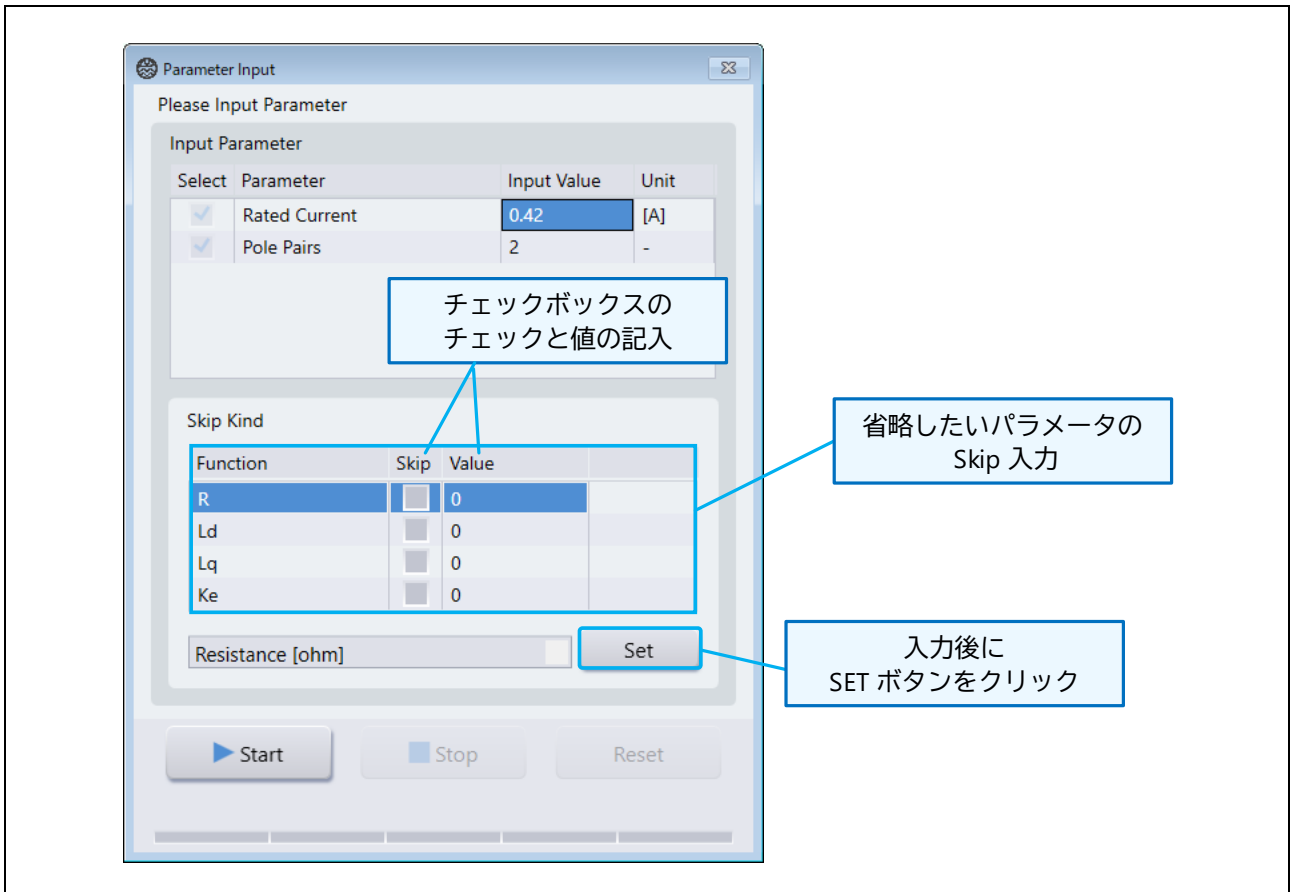 Parameter Input
Please Input Parameter
Input Parameter
Select Parameter Input Value Unit
Rated Current 0.42 [A]
Pole Pairs 2 -
チェックボックスの
チェックと値の記入
Skip Kind
Function Skip Value
R 0
Ld 0
Lq 0
Ke 0
省略したいパラメータの
Skip 入力
Resistance [ohm] Set
入力後に
SET ボタンをクリック
Start Stop Reset